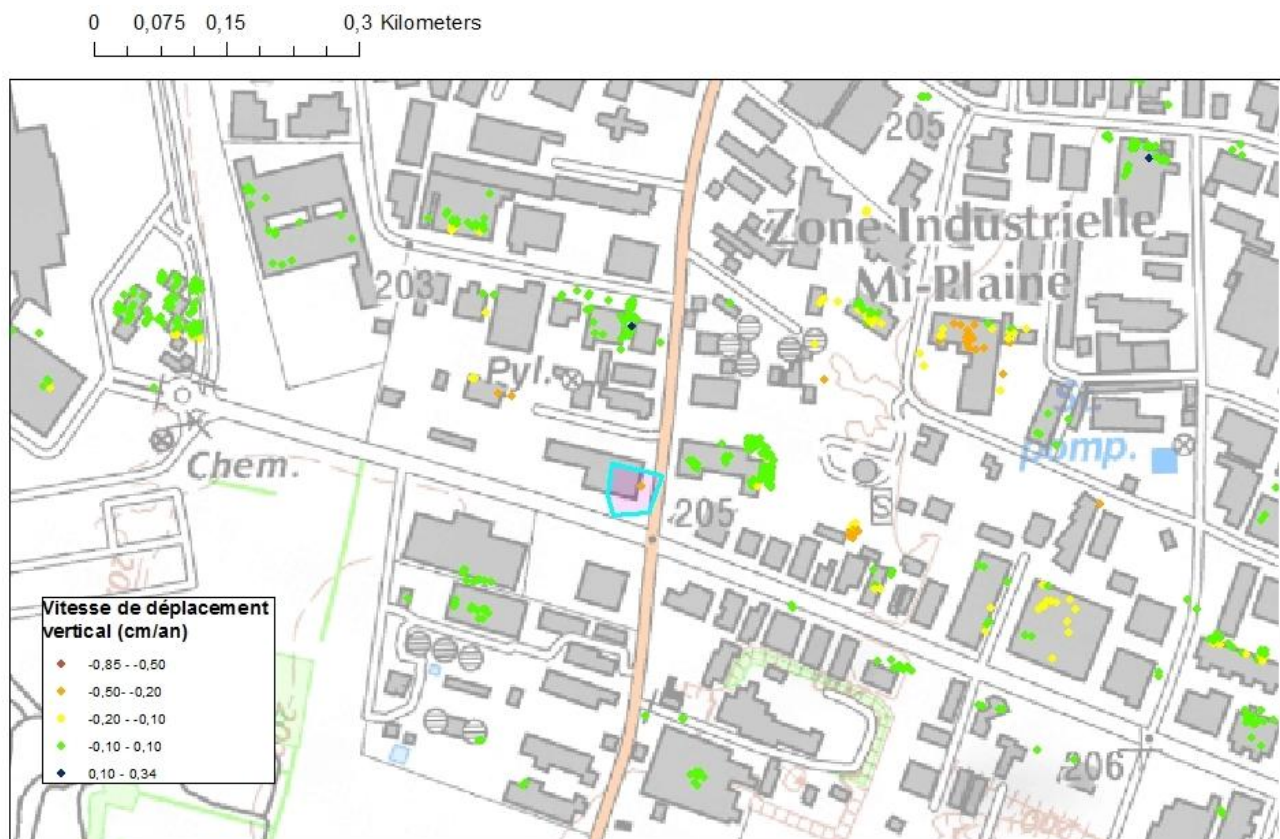 0 0,075 0,15 0,3 Kilometers
205
Zone Industrielle
Mi-Plaine
203
Pyl.
St.
pomp.
Chem.
205
S
206
Vitesse de déplacement
vertical (cm/an)
-0,85 - -0,50
-0,50- -0,20
-0,20 - -0,10
-0,10 - 0,10
0,10 - 0,34